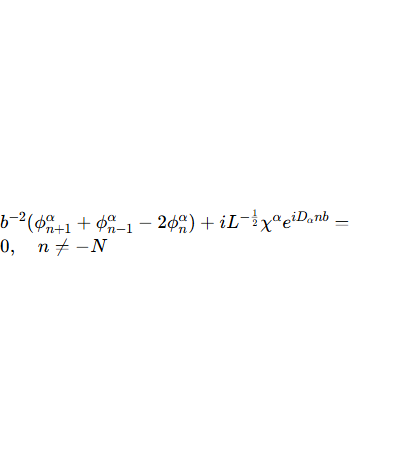 b^{-2}(\phi^{\alpha}_{n+1} + \phi^{\alpha}_{n-1} - 2\phi^{\alpha}_{n}) + iL^{-\frac{1}{2}}\chi^{\alpha}e^{iD_{\alpha}nb} =
0, \quad n \neq -N